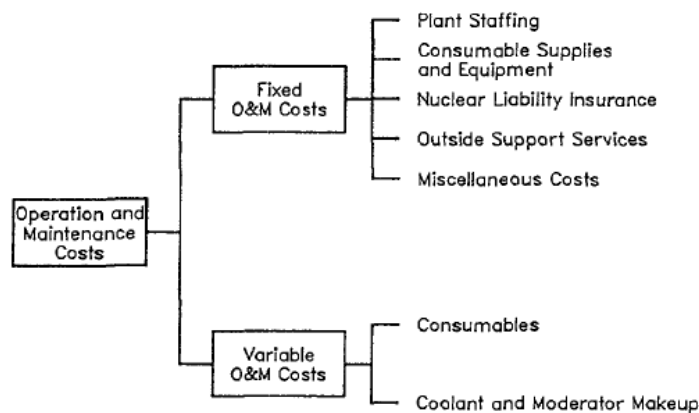 Plant Staffing
Consumable Supplies
and Equipment
Fixed
O&M Costs
Nuclear Liability Insurance
Outside Support Services
Miscellaneous Costs
Operation and
Maintenance
Costs
Consumables
Variable
O&M Costs
Coolant and Moderator Makeup